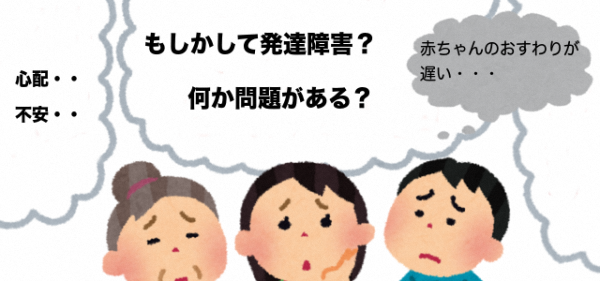 心配・・
不安・・
もしかして発達障害？
何か問題がある？
赤ちゃんのおすわりが
遅い・・・